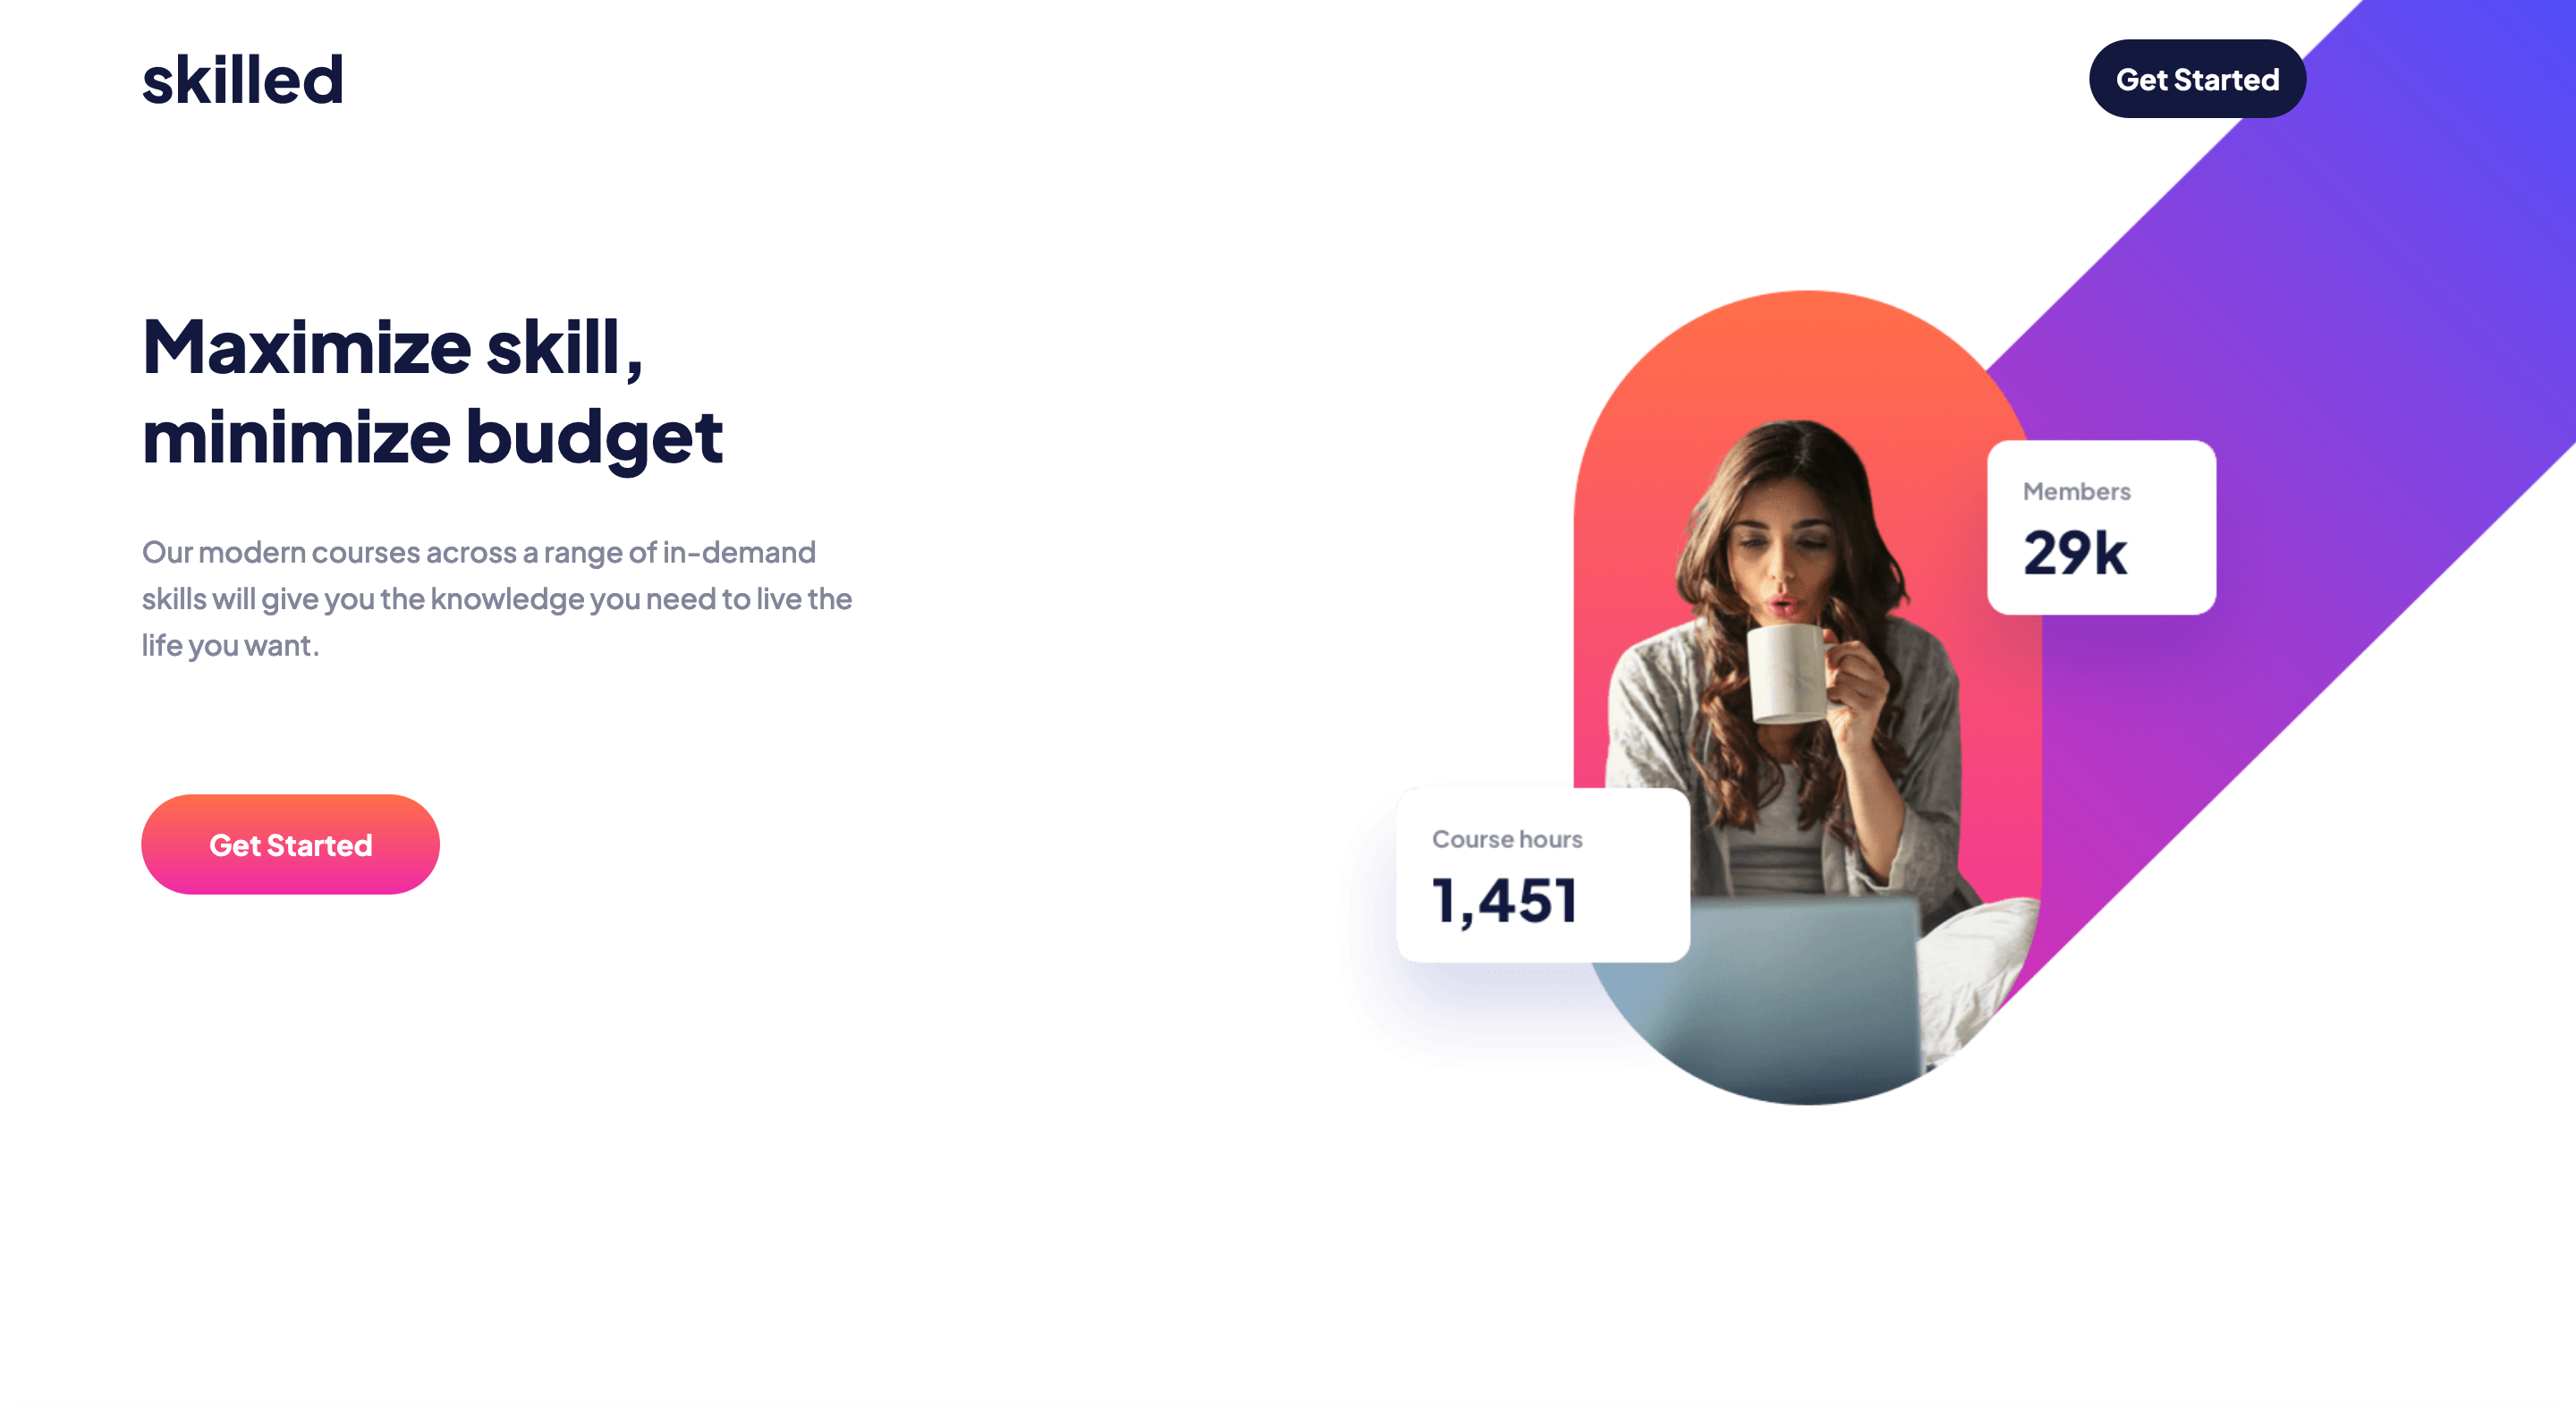 skilled
Get Started
Maximize skill,
minimize budget
Our modern courses across a range of in-demand
skills will give you the knowledge you need to live the
life you want.
Get Started
Members
29k
Course hours
1,451